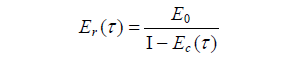 E_r(τ) = E_0 / (I − E_c(τ))